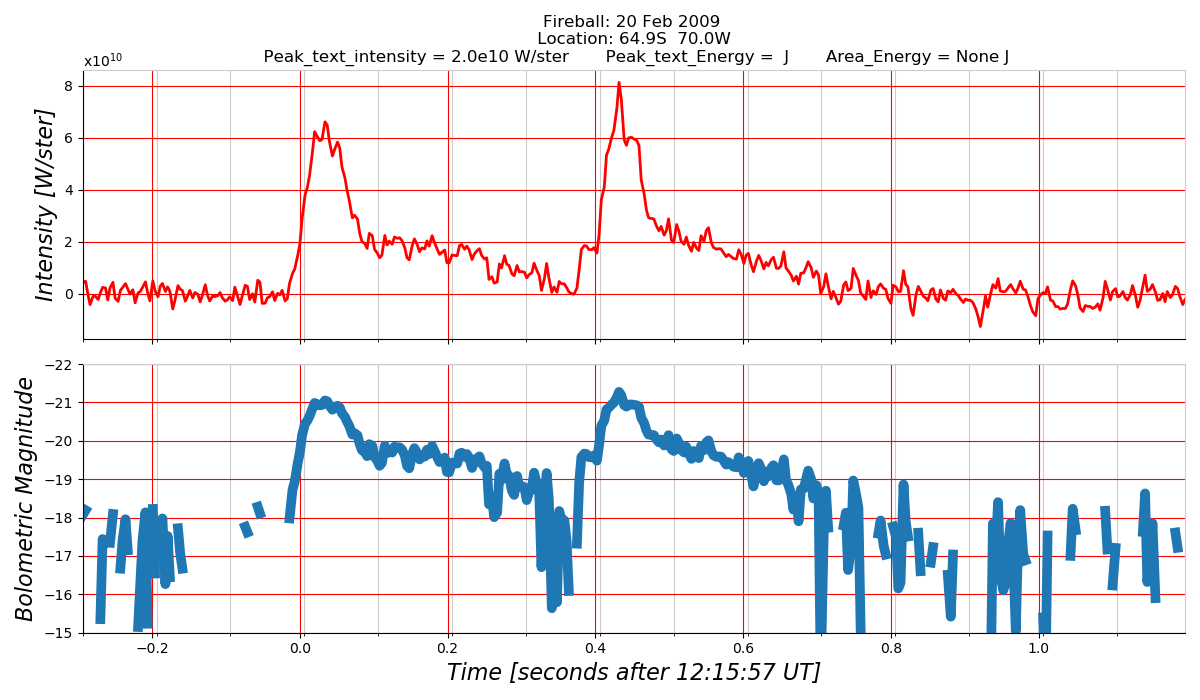 Fireball: 20 Feb 2009
Location: 64.9S  70.0W
Peak_text_intensity = 2.0e10 W/ster    Peak_text_Energy =  J    Area_Energy = None J
x10¹⁰
8
6
4
2
0
Intensity [W/ster]
−22
−21
−20
−19
−18
−17
−16
−15
Bolometric Magnitude
−0.2 0.0 0.2 0.4 0.6 0.8 1.0
Time [seconds after 12:15:57 UT]